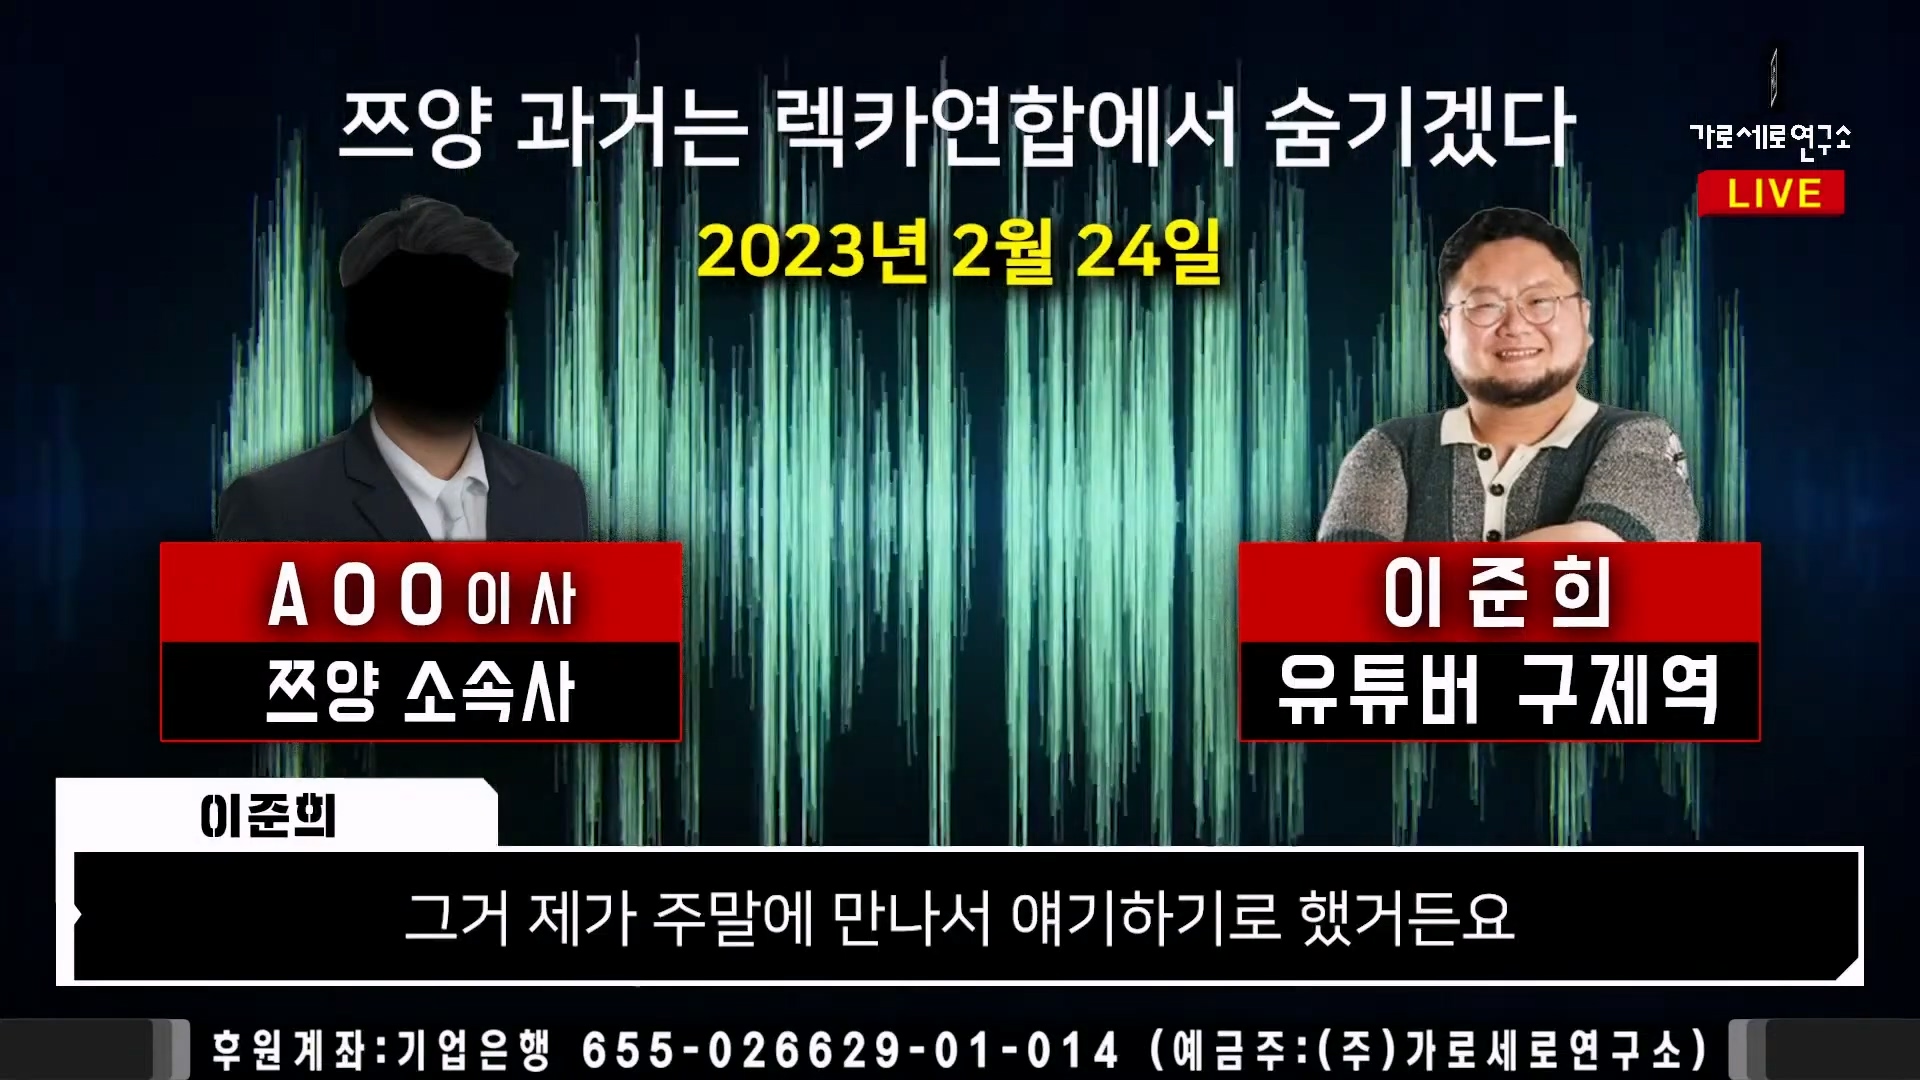 쯔양 과거는 렉카연합에서 숨기겠다
가로세로연구소
LIVE
2023년 2월 24일
A O O 이사
쯔양 소속사
이준희
유튜버 구제역
이준희
그거 제가 주말에 만나서 얘기하기로 했거든요
후원계좌:기업은행 655-026629-01-014 (예금주:(주)가로세로연구소)